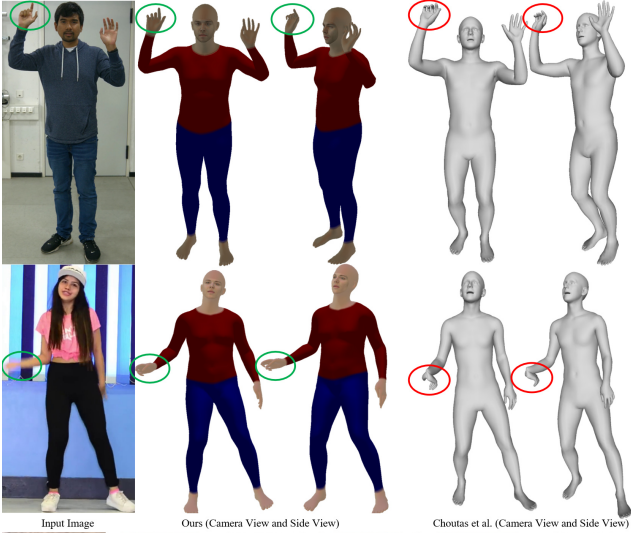 Input Image
Ours (Camera View and Side View)
Choutas et al. (Camera View and Side View)